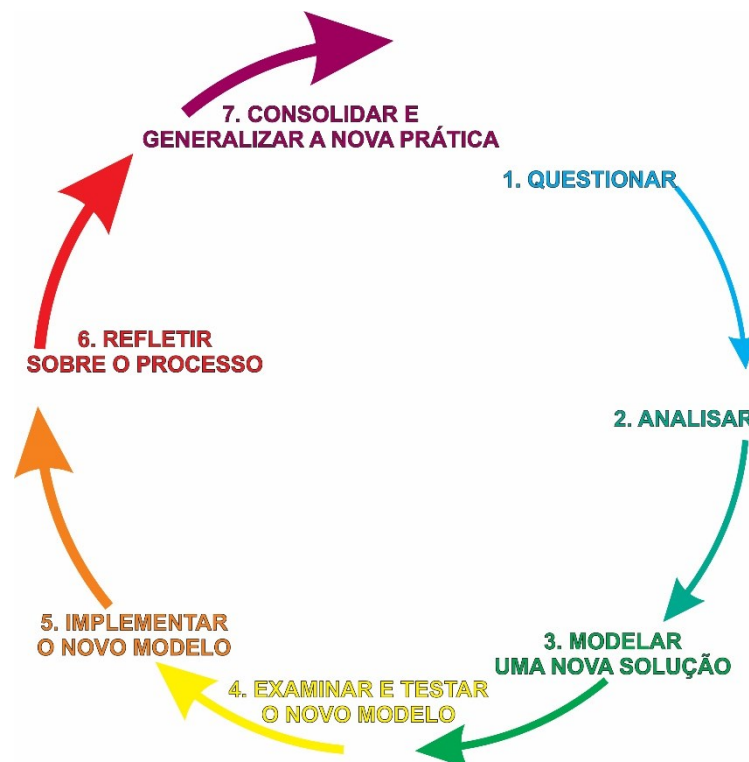 1. QUESTIONAR
2. ANALISAR
3. MODELAR
UMA NOVA SOLUÇÃO
4. EXAMINAR E TESTAR
O NOVO MODELO
5. IMPLEMENTAR
O NOVO MODELO
6. REFLETIR
SOBRE O PROCESSO
7. CONSOLIDAR E
GENERALIZAR A NOVA PRÁTICA